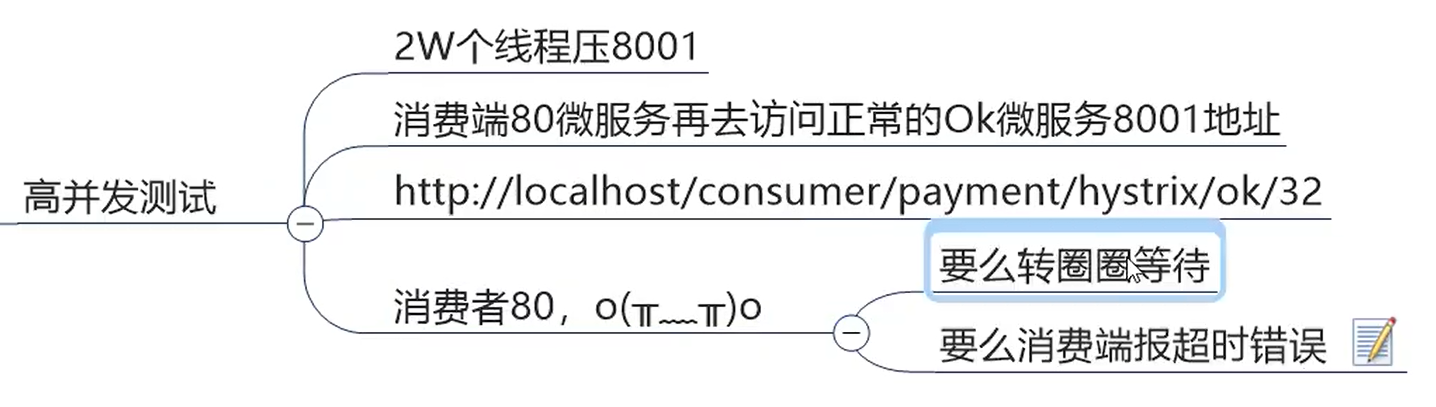 2W个线程压8001
消费端80微服务再去访问正常的Ok微服务8001地址
高并发测试
http://localhost/consumer/payment/hystrix/ok/32
要么转圈圈等待
消费者80，o(╥﹏╥)o
要么消费端报超时错误